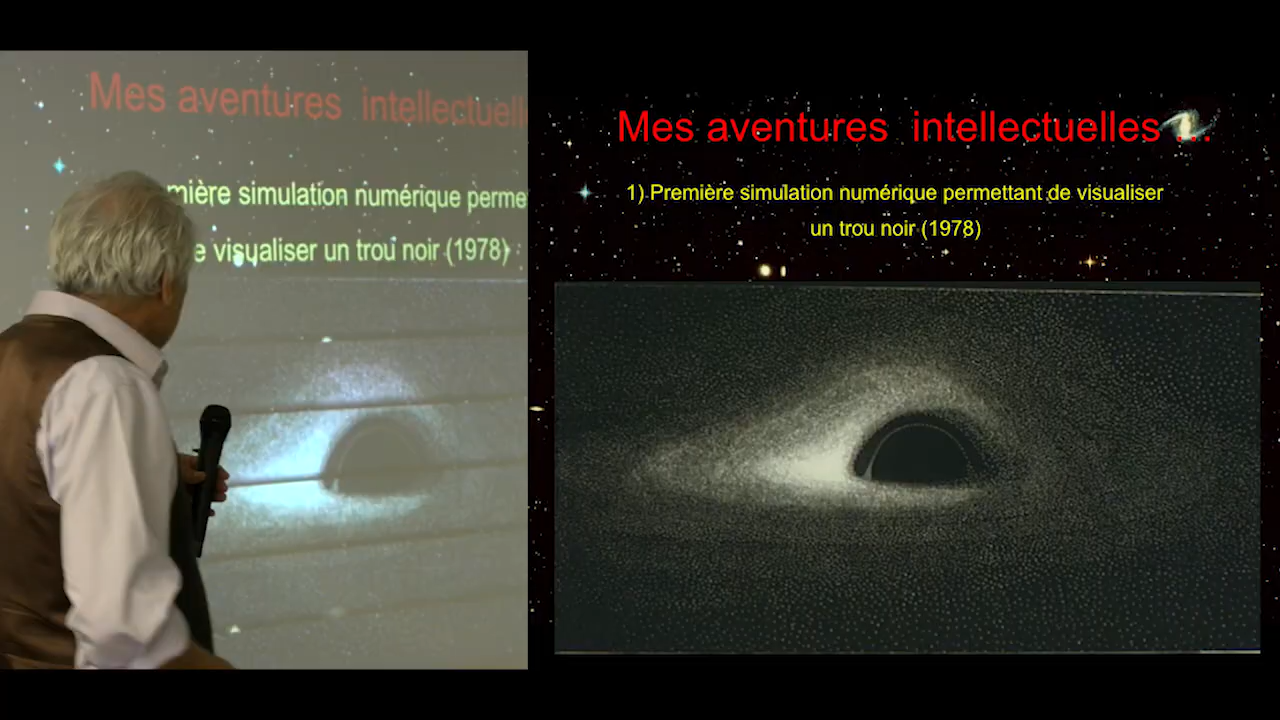 Mes aventures intellectuell
mière simulation numérique perme
e visualiser un trou noir (1978)
Mes aventures intellectuelles ...
1) Première simulation numérique permettant de visualiser
un trou noir (1978)